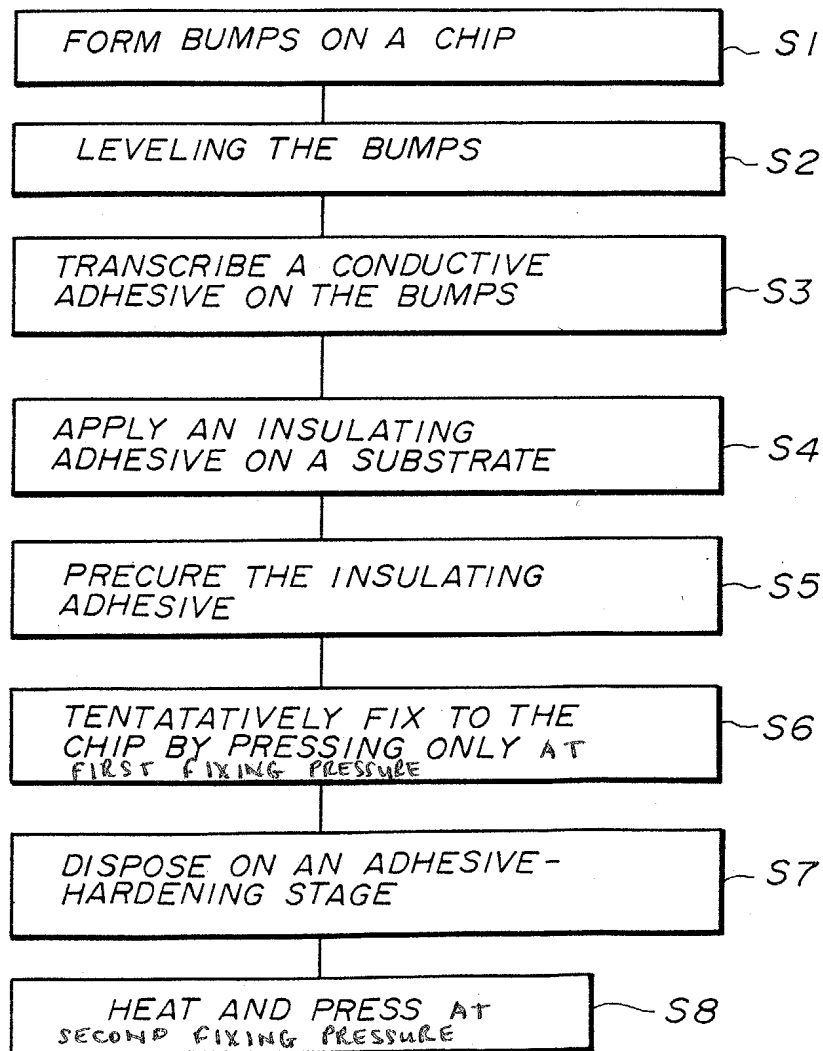 FORM BUMPS ON A CHIP
S1
LEVELING THE BUMPS
S2
TRANSCRIBE A CONDUCTIVE
ADHESIVE ON THE BUMPS
S3
APPLY AN INSULATING
ADHESIVE ON A SUBSTRATE
S4
PRECURE THE INSULATING
ADHESIVE
S5
TENTATATIVELY FIX TO THE
CHIP BY PRESSING ONLY AT
FIRST FIXING PRESSURE
S6
DISPOSE ON AN ADHESIVE-
HARDENING STAGE
S7
HEAT AND PRESS AT
SECOND FIXING PRESSURE
S8